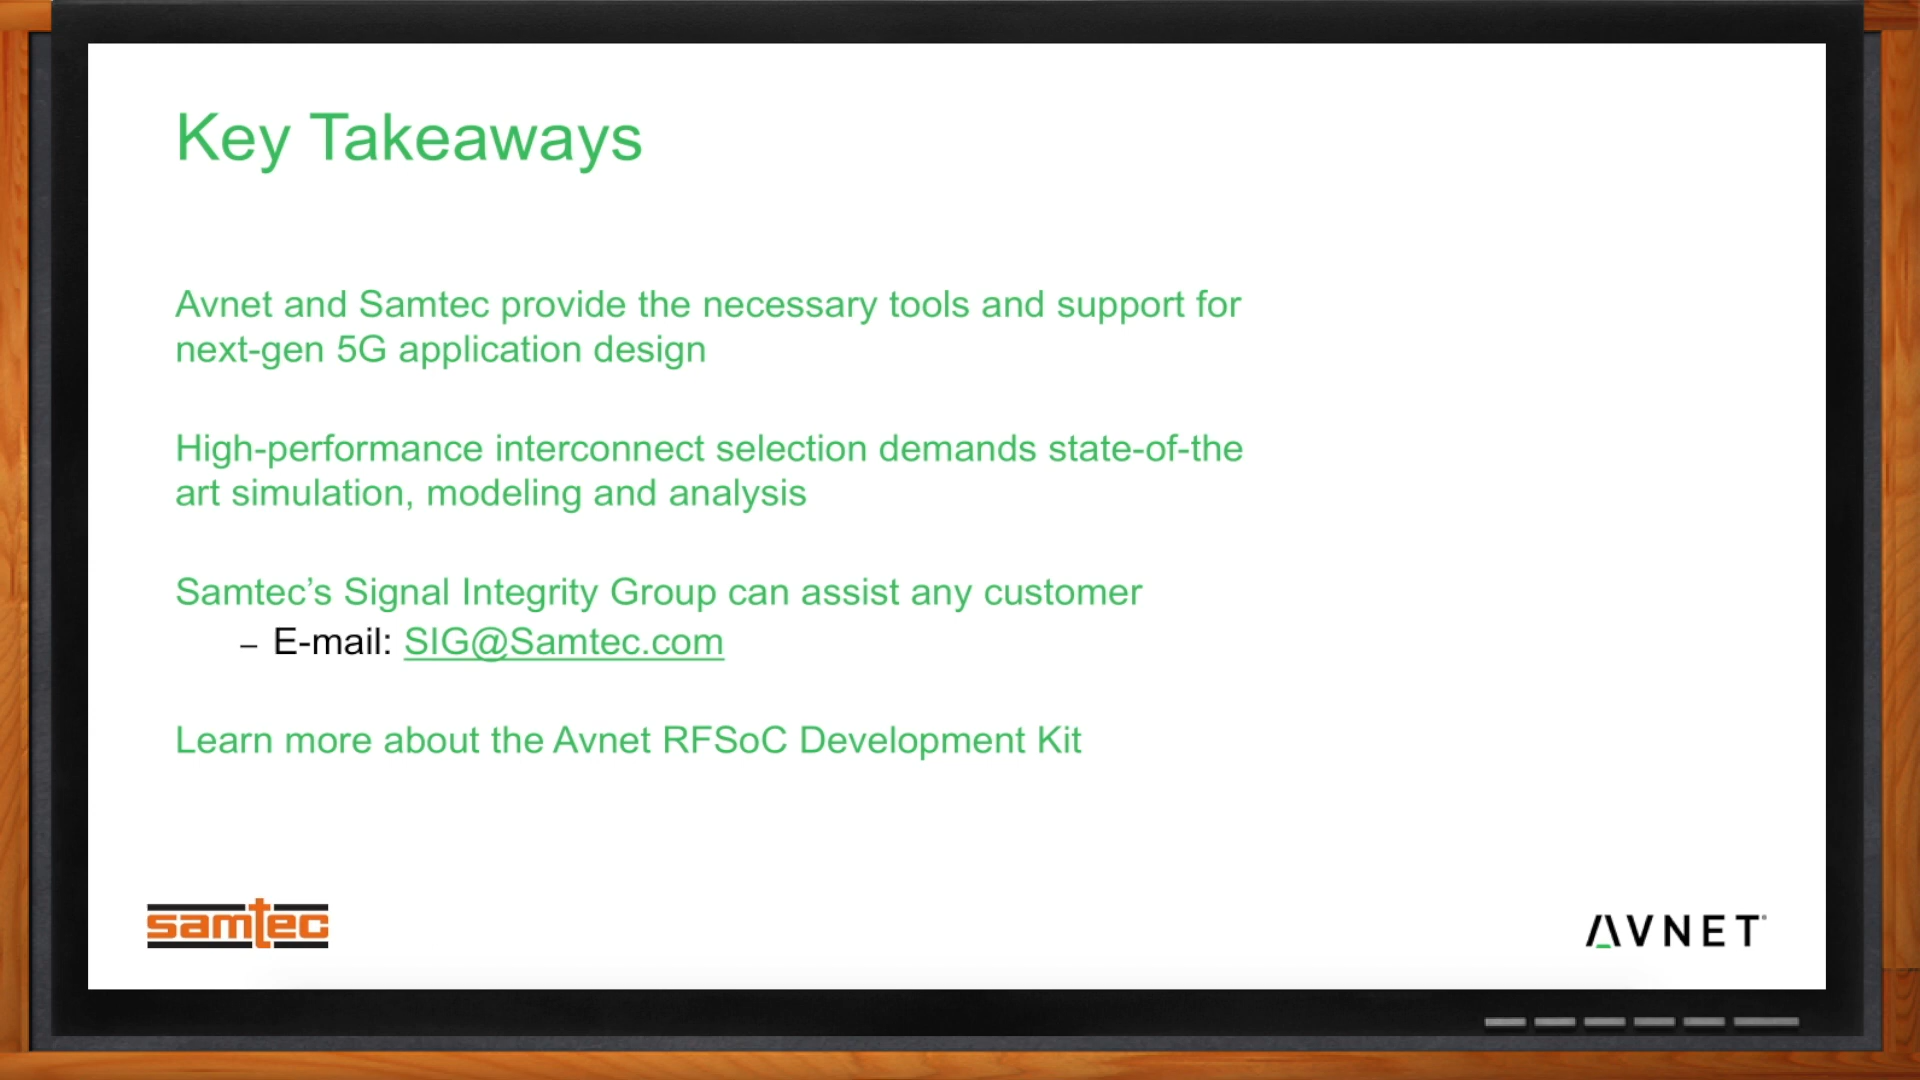 Key Takeaways
Avnet and Samtec provide the necessary tools and support for
next-gen 5G application design
High-performance interconnect selection demands state-of-the
art simulation, modeling and analysis
Samtec’s Signal Integrity Group can assist any customer
– E-mail: SIG@Samtec.com
Learn more about the Avnet RFSoC Development Kit
samtec
AVNET®